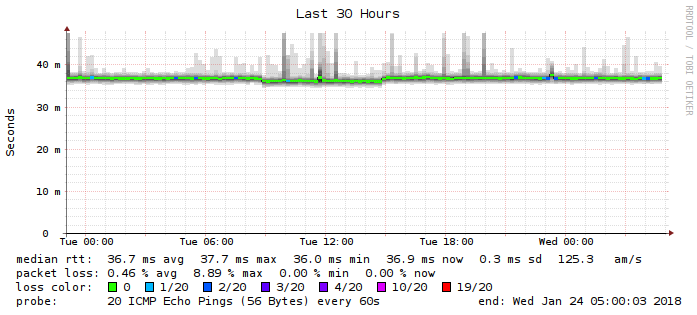 Last 30 Hours
RRDTOOL / TOBI OETIKER
Seconds
40 m
30 m
20 m
10 m
0
Tue 00:00 Tue 06:00 Tue 12:00 Tue 18:00 Wed 00:00
median rtt: 36.7 ms avg 37.7 ms max 36.0 ms min 36.9 ms now 0.3 ms sd 125.3 am/s
packet loss: 0.46 % avg 8.89 % max 0.00 % min 0.00 % now
loss color: 0 1/20 2/20 3/20 4/20 10/20 19/20
probe: 20 ICMP Echo Pings (56 Bytes) every 60s end: Wed Jan 24 05:00:03 2018